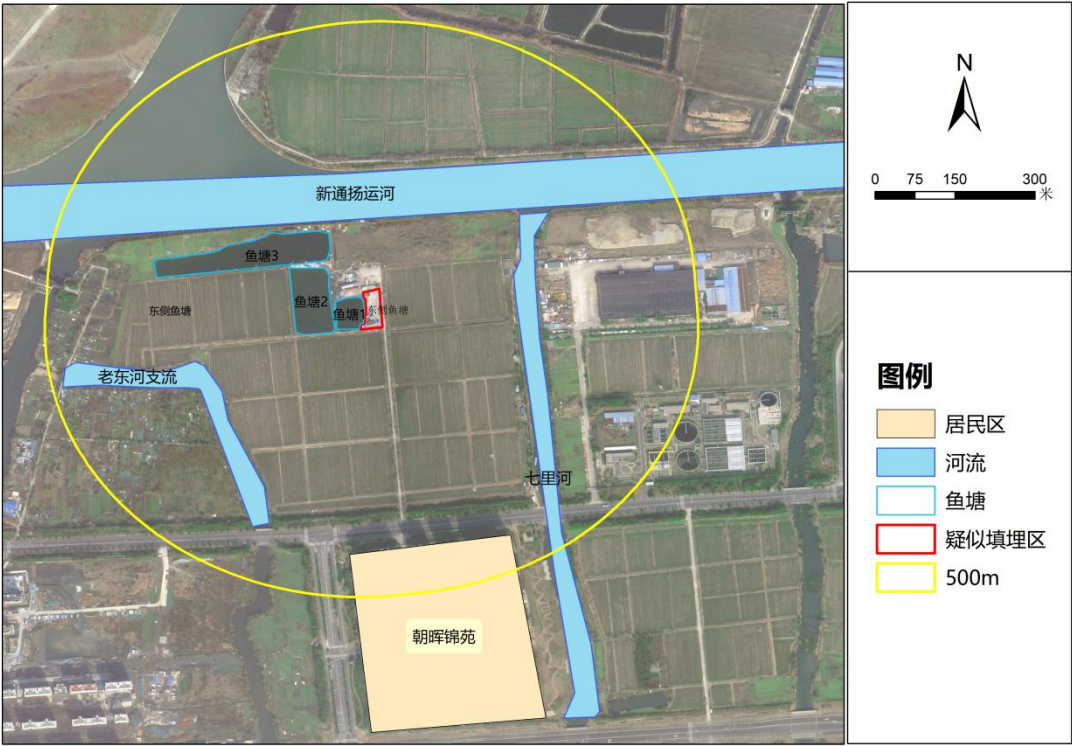 新通扬运河
鱼塘3
鱼塘2
东侧鱼塘
鱼塘1
东侧鱼塘
老东河支流
七里河
朝晖锦苑
N
0 75 150 300
米
图例
居民区
河流
鱼塘
疑似填埋区
500m